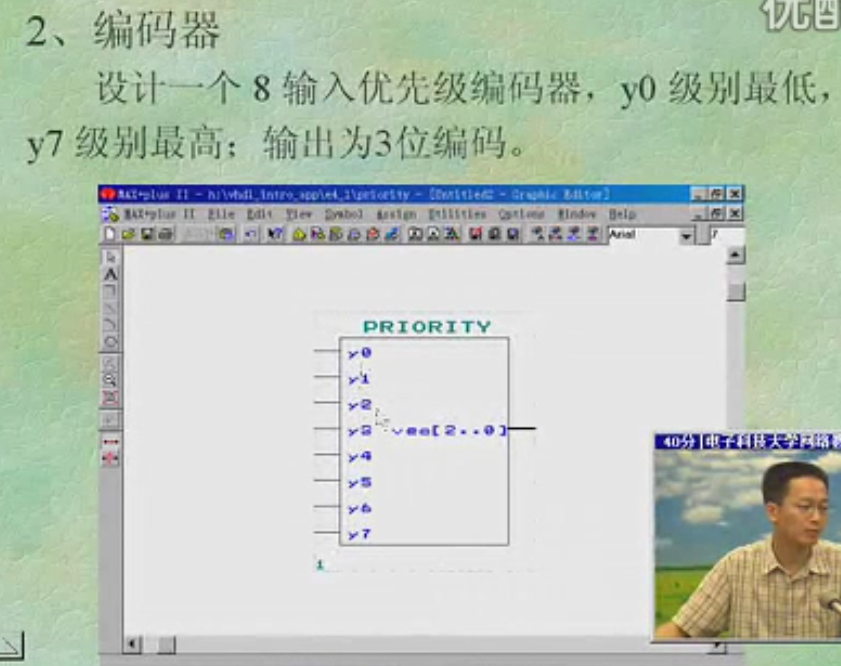 优酷
2、编码器
设计一个 8 输入优先级编码器，y0 级别最低，
y7 级别最高；输出为3位编码。
MAX+plus II - h:\vhdl_intro_app\e4_1\priority - [Untitled2 - Graphic Editor]
MAX+plus II File Edit View Symbol Assign Utilities Options Window Help
Arial 7
PRIORITY
y0
y1
y2
y3 vec[2..0]
y4
y5
y6
y7
1
40分 电子科技大学网络教